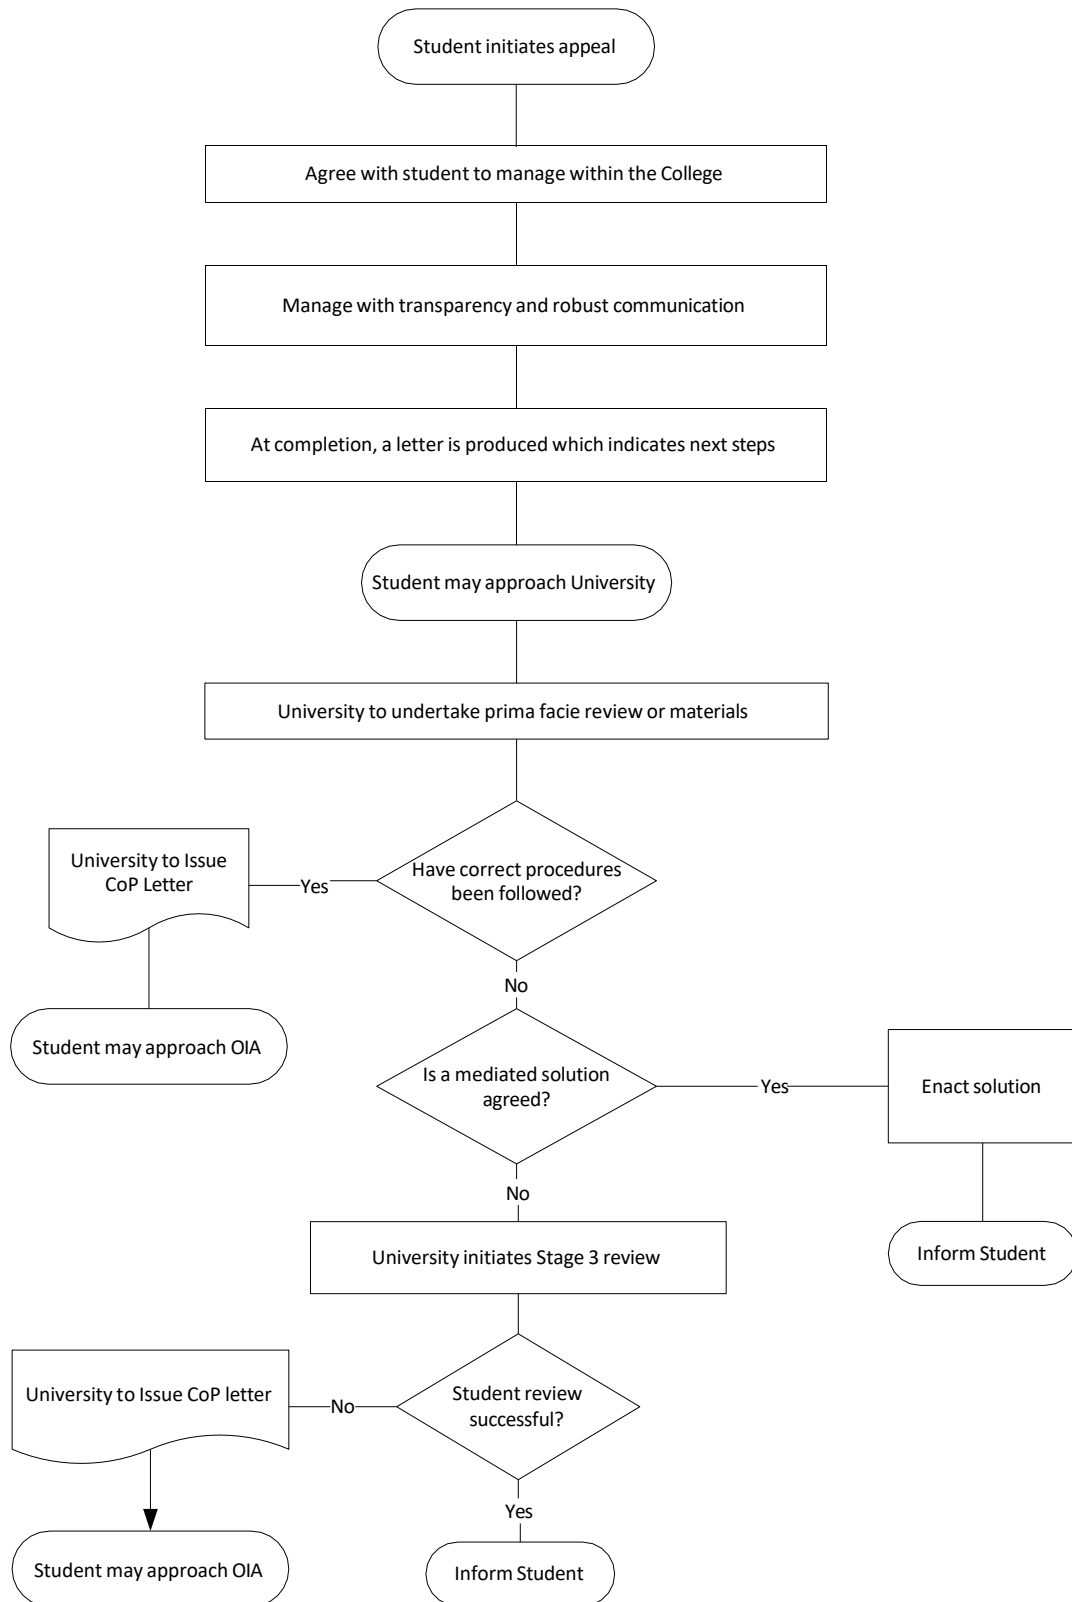 Student initiates appeal
Agree with student to manage within the College
Manage with transparency and robust communication
At completion, a letter is produced which indicates next steps
Student may approach University
University to undertake prima facie review or materials
Have correct procedures
been followed?
Yes
University to Issue
CoP Letter
Student may approach OIA
No
Is a mediated solution
agreed?
Yes
Enact solution
Inform Student
No
University initiates Stage 3 review
Student review
successful?
No
University to Issue CoP letter
Student may approach OIA
Yes
Inform Student